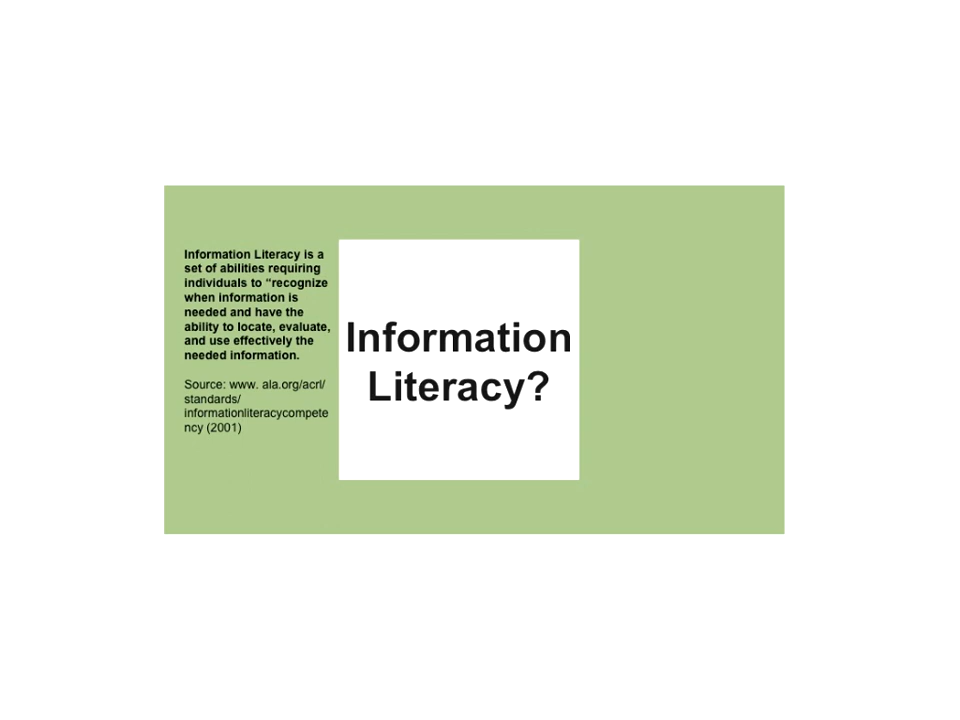 Information Literacy is a
set of abilities requiring
individuals to “recognize
when information is
needed and have the
ability to locate, evaluate,
and use effectively the
needed information.
Source: www. ala.org/acrl/
standards/
informationliteracycompete
ncy (2001)
Information
Literacy?